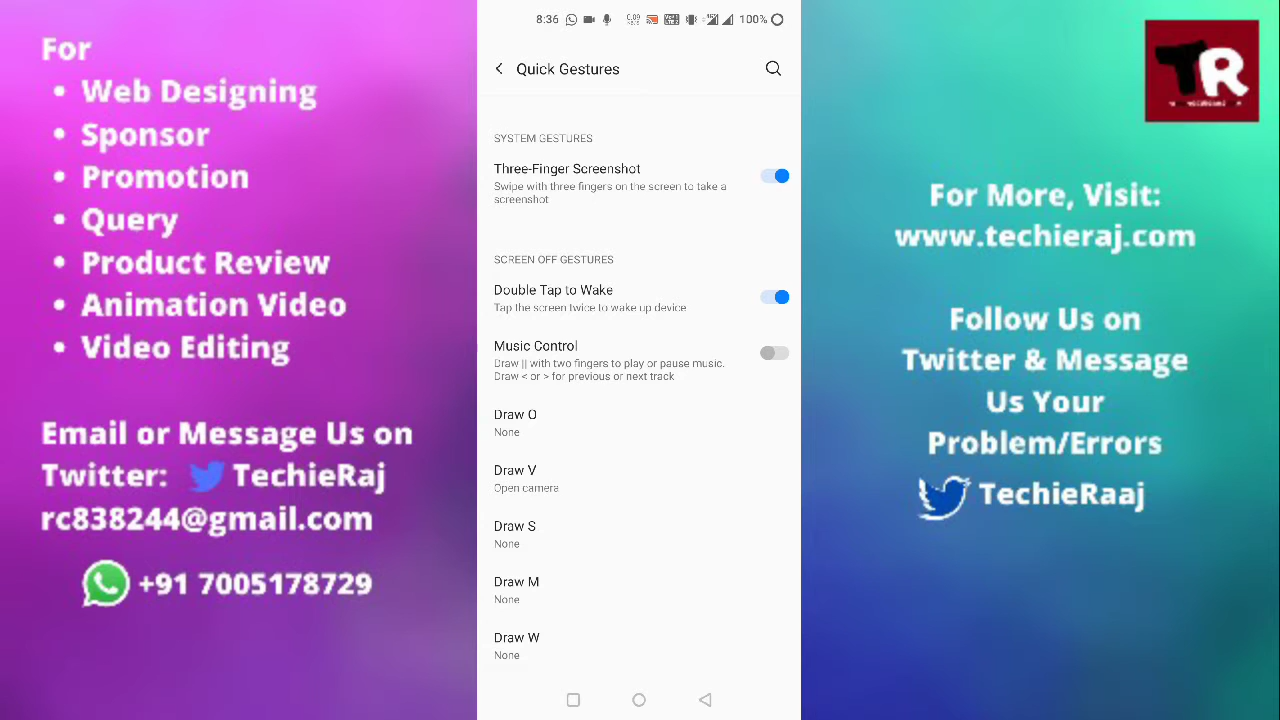 For
• Web Designing
• Sponsor
• Promotion
• Query
• Product Review
• Animation Video
• Video Editing
Email or Message Us on
Twitter: TechieRaj
rc838244@gmail.com
+91 7005178729
8:36 100%
Quick Gestures
SYSTEM GESTURES
Three-Finger Screenshot
Swipe with three fingers on the screen to take a
screenshot
SCREEN OFF GESTURES
Double Tap to Wake
Tap the screen twice to wake up device
Music Control
Draw || with two fingers to play or pause music.
Draw < or > for previous or next track
Draw O
None
Draw V
Open camera
Draw S
None
Draw M
None
Draw W
None
TR
For More, Visit:
www.techieraj.com
Follow Us on
Twitter & Message
Us Your
Problem/Errors
TechieRaaj